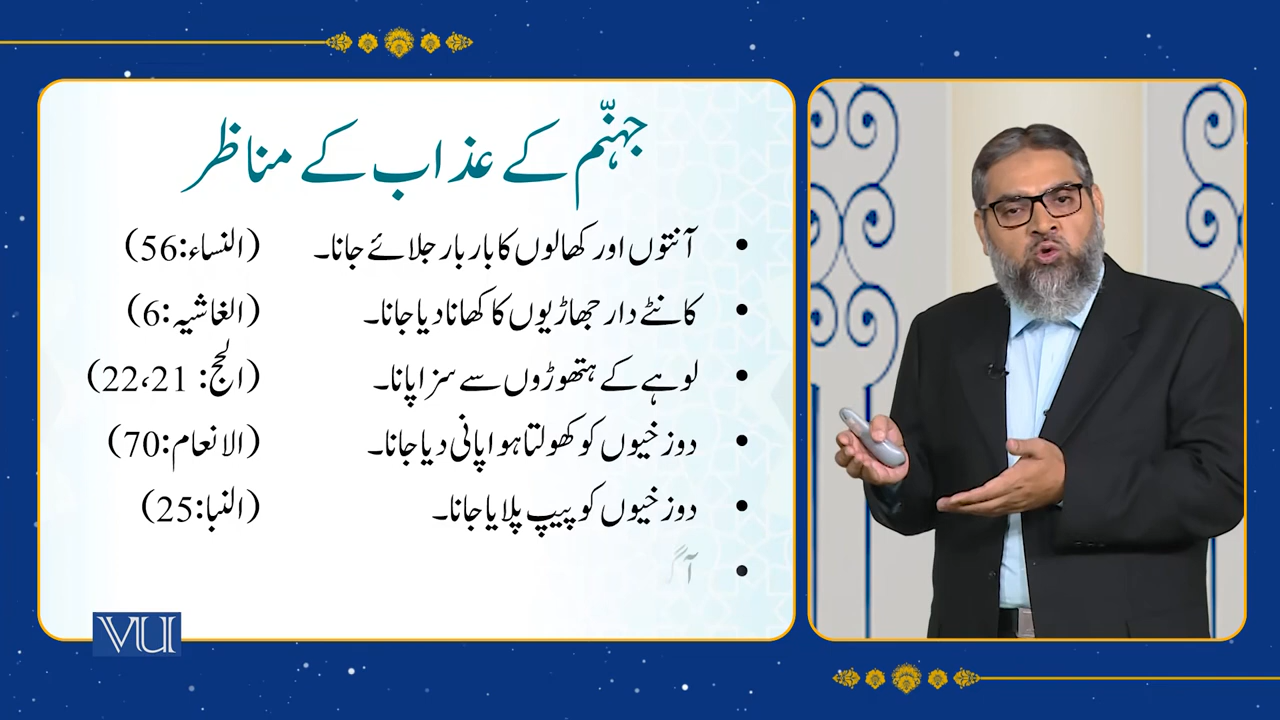 جہنّم کے عذاب کے مناظر
• آنتوں اور کھالوں کا بار بار جلائے جانا۔ (النساء:56)
• کانٹے دار جھاڑیوں کا کھانا دیا جانا۔ (الغاشیہ:6)
• لوہے کے ہتھوڑوں سے سزا پانا۔ (الحج: 22،21)
• دوزخیوں کو کھولتا ہوا پانی دیا جانا۔ (الانعام:70)
• دوزخیوں کو پیپ پلایا جانا۔ (النبا:25)
• آگ
VU